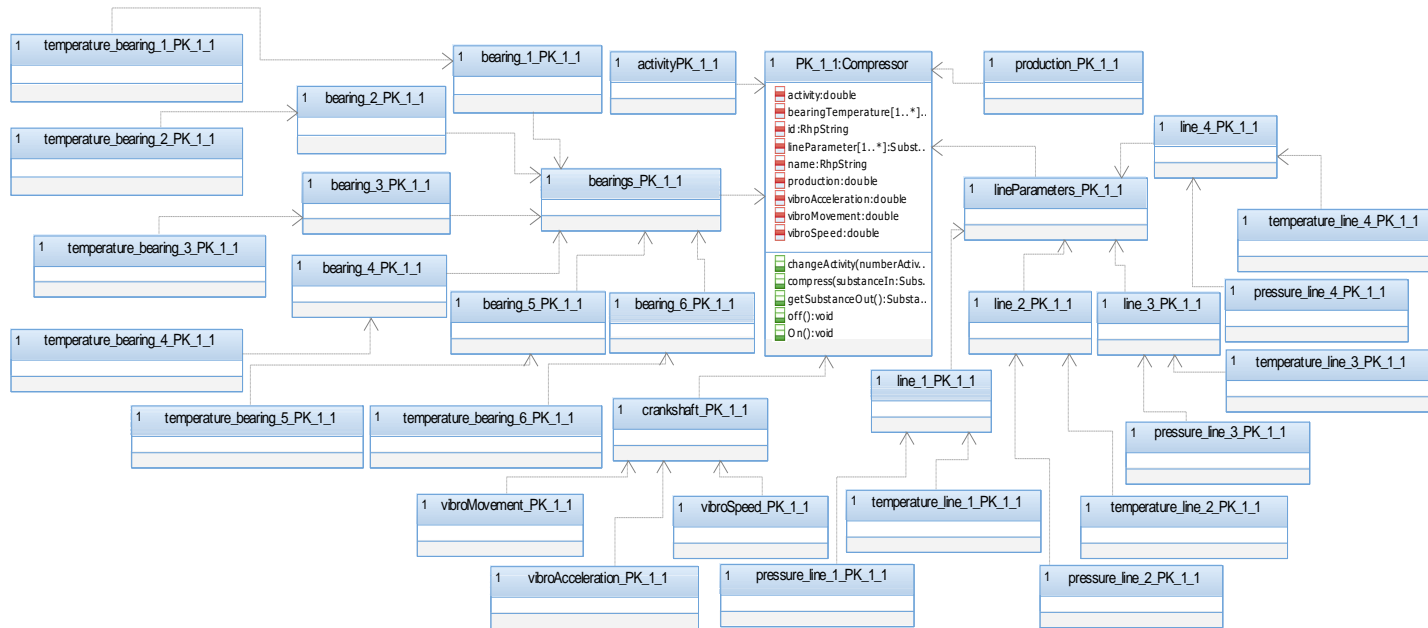 1 temperature_bearing_1_PK_1_1
1 bearing_1_PK_1_1
1 activityPK_1_1
1 PK_1_1:Compressor
activity:double
bearingTemperature[1..*]..
id:RhpString
lineParameter[1..*]:Subst..
name:RhpString
production:double
vibroAcceleration:double
vibroMovement:double
vibroSpeed:double
changeActivity(numberActiv..
compress(substanceIn:Subs..
getSubstanceOut():Substa..
off():void
On():void
1 production_PK_1_1
1 bearing_2_PK_1_1
1 temperature_bearing_2_PK_1_1
1 line_4_PK_1_1
1 bearing_3_PK_1_1
1 bearings_PK_1_1
1 lineParameters_PK_1_1
1 temperature_line_4_PK_1_1
1 temperature_bearing_3_PK_1_1
1 bearing_4_PK_1_1
1 bearing_5_PK_1_1
1 bearing_6_PK_1_1
1 line_2_PK_1_1
1 line_3_PK_1_1
1 pressure_line_4_PK_1_1
1 temperature_bearing_4_PK_1_1
1 temperature_line_3_PK_1_1
1 line_1_PK_1_1
1 temperature_bearing_5_PK_1_1
1 temperature_bearing_6_PK_1_1
1 crankshaft_PK_1_1
1 pressure_line_3_PK_1_1
1 vibroMovement_PK_1_1
1 vibroSpeed_PK_1_1
1 temperature_line_1_PK_1_1
1 temperature_line_2_PK_1_1
1 vibroAcceleration_PK_1_1
1 pressure_line_1_PK_1_1
1 pressure_line_2_PK_1_1